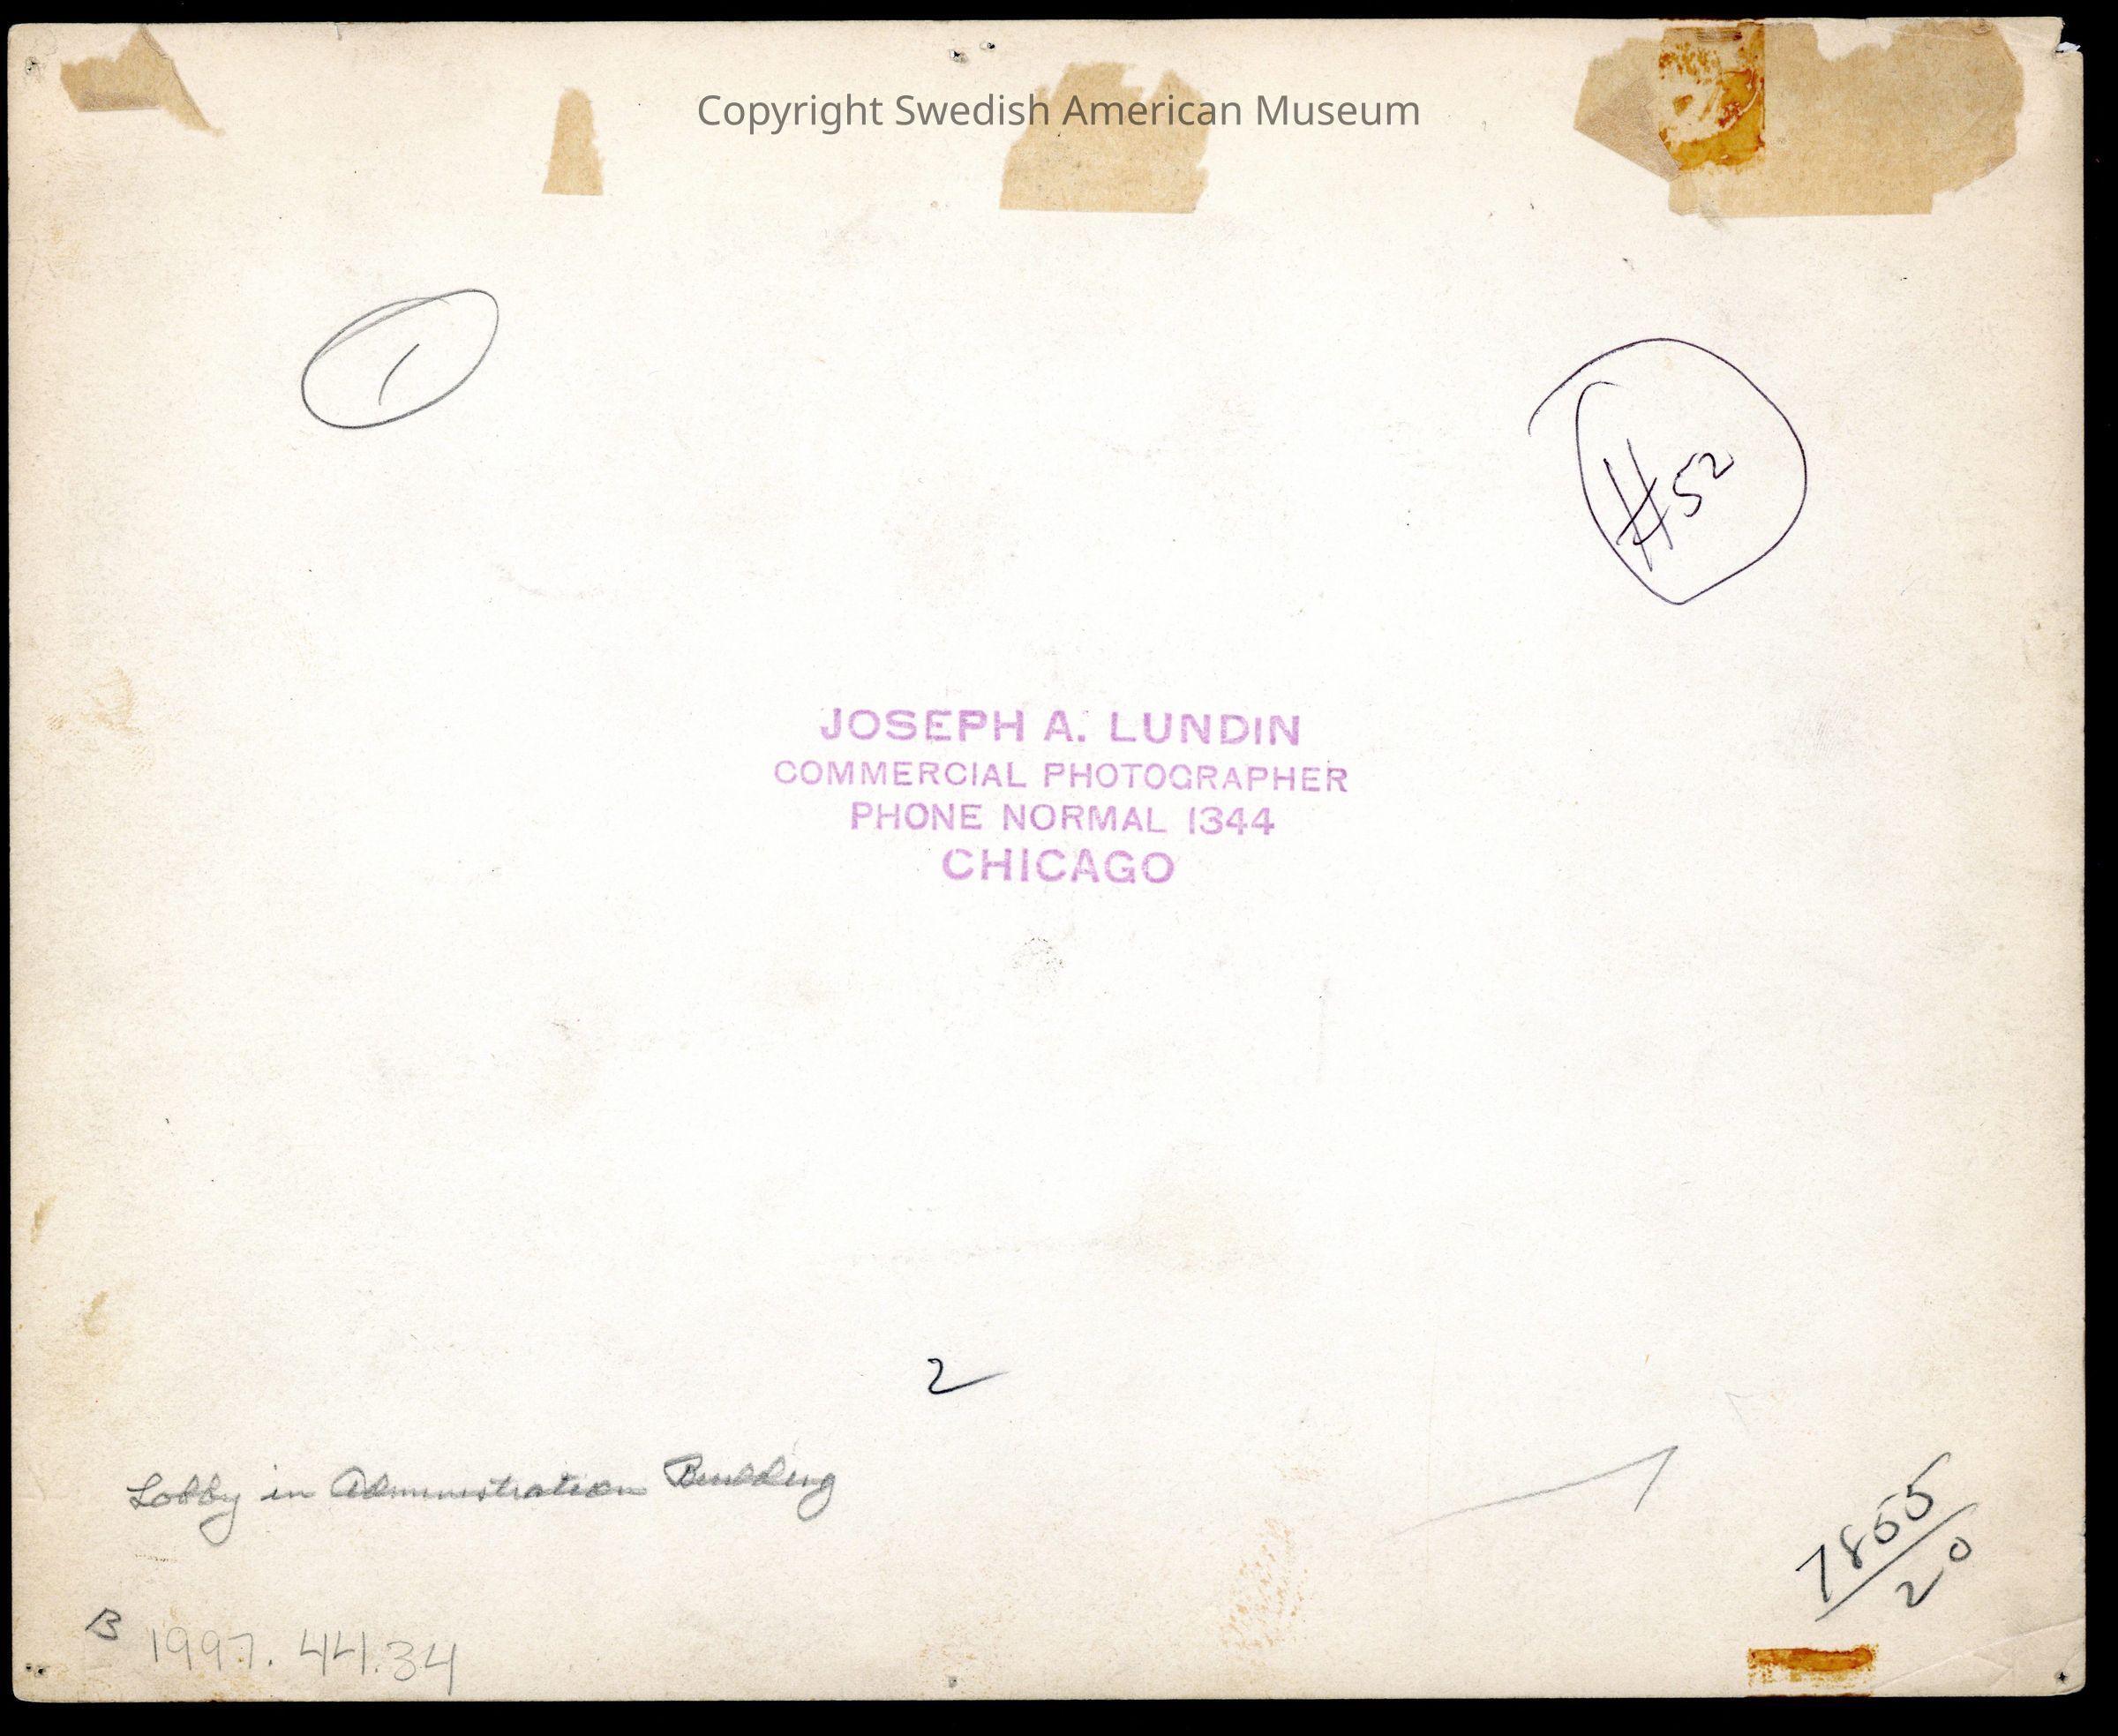 Copyright Swedish American Museum
1
#52
JOSEPH A. LUNDIN
COMMERCIAL PHOTOGRAPHER
PHONE NORMAL 1344
CHICAGO
2
Lobby in Administration Building
7855
20
B 1997.44.34